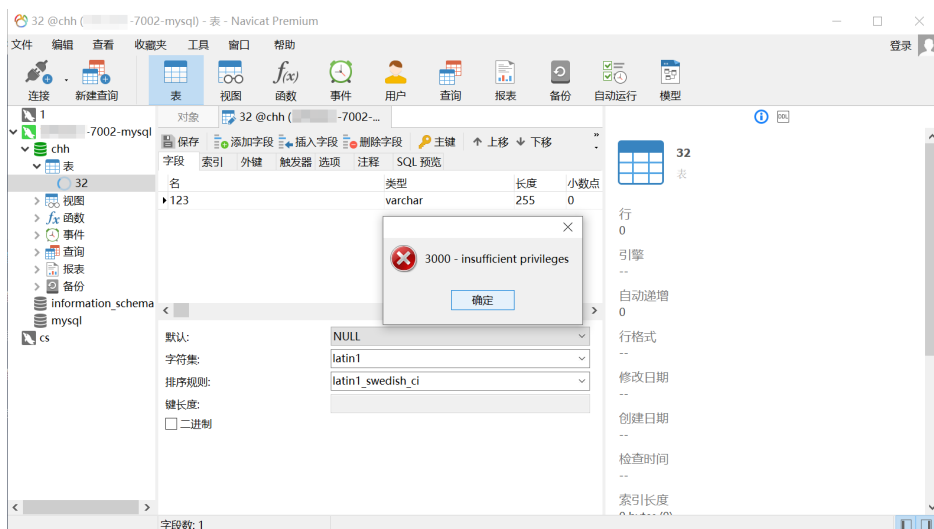 32 @chh ( -7002-mysql) - 表 - Navicat Premium
文件 编辑 查看 收藏夹 工具 窗口 帮助 登录
连接 新建查询 表 视图 f(x) 函数 事件 用户 查询 报表 备份 自动运行 模型
1
-7002-mysql
chh
表
32
视图
fx 函数
事件
查询
报表
备份
information_schema
mysql
cs
对象 32 @chh ( -7002-...
保存 添加字段 插入字段 删除字段 主键 上移 下移 »
字段 索引 外键 触发器 选项 注释 SQL 预览
名 类型 长度 小数点
123 varchar 255 0
3000 - insufficient privileges
确定
默认: NULL
字符集: latin1
排序规则: latin1_swedish_ci
键长度:
二进制
字段数: 1
DDL
32
表
行
0
引擎
--
自动递增
0
行格式
--
修改日期
--
创建日期
--
检查时间
--
索引长度
0 bytes (0)